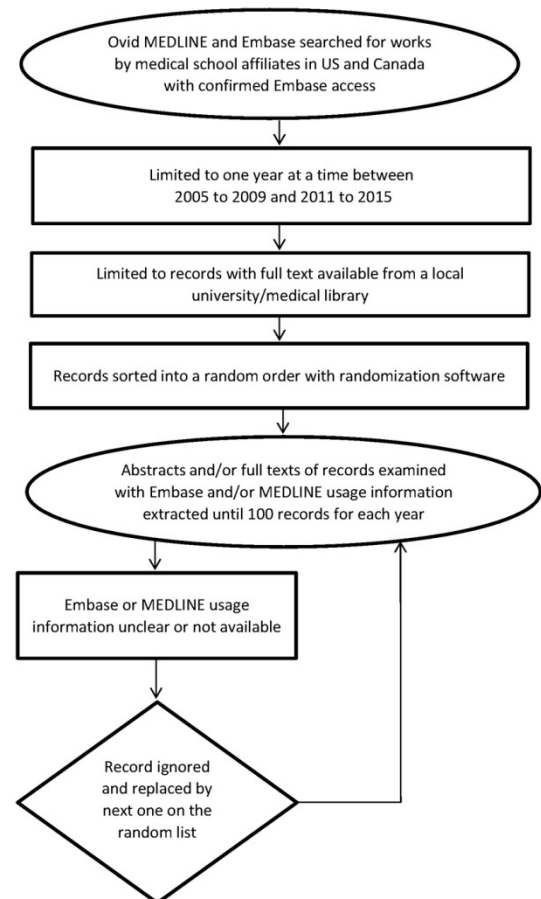 Ovid MEDLINE and Embase searched for works
by medical school affiliates in US and Canada
with confirmed Embase access
Limited to one year at a time between
2005 to 2009 and 2011 to 2015
Limited to records with full text available from a local
university/medical library
Records sorted into a random order with randomization software
Abstracts and/or full texts of records examined
with Embase and/or MEDLINE usage information
extracted until 100 records for each year
Embase or MEDLINE usage
information unclear or not available
Record ignored
and replaced by
next one on the
random list